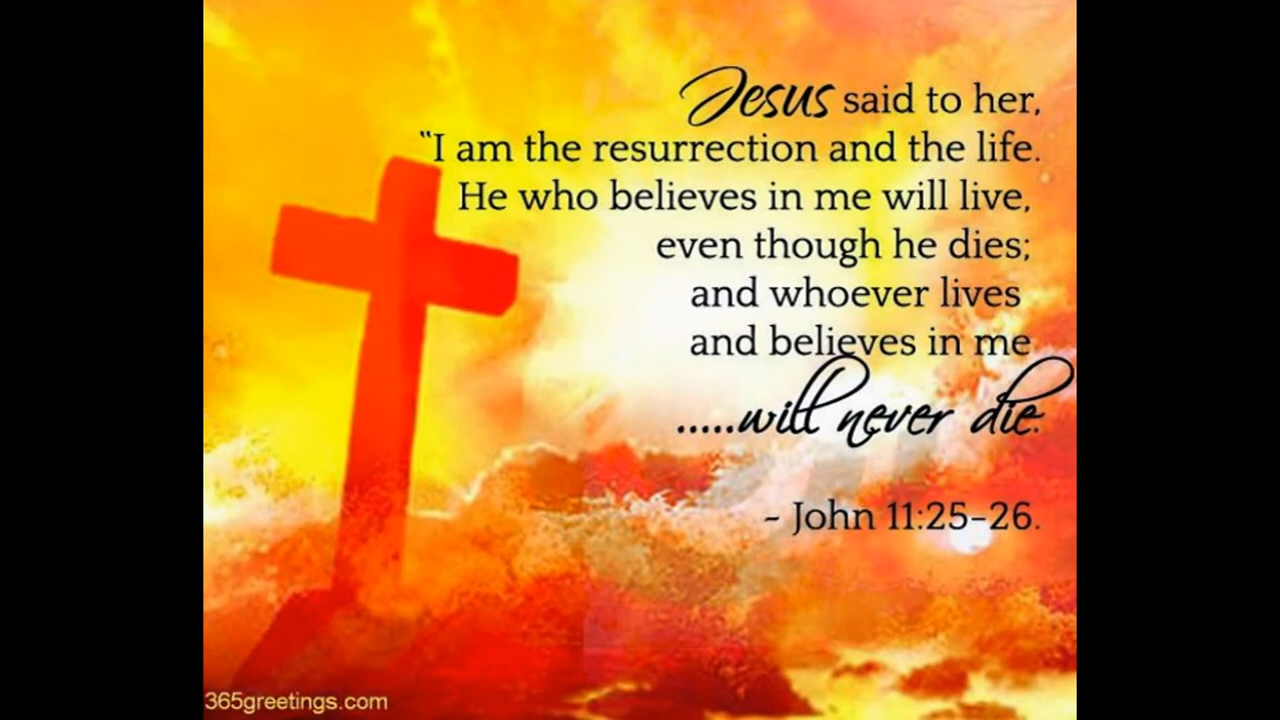 Jesus said to her,
“I am the resurrection and the life.
He who believes in me will live,
even though he dies;
and whoever lives
and believes in me
.....will never die.
~ John 11:25-26.
365greetings.com